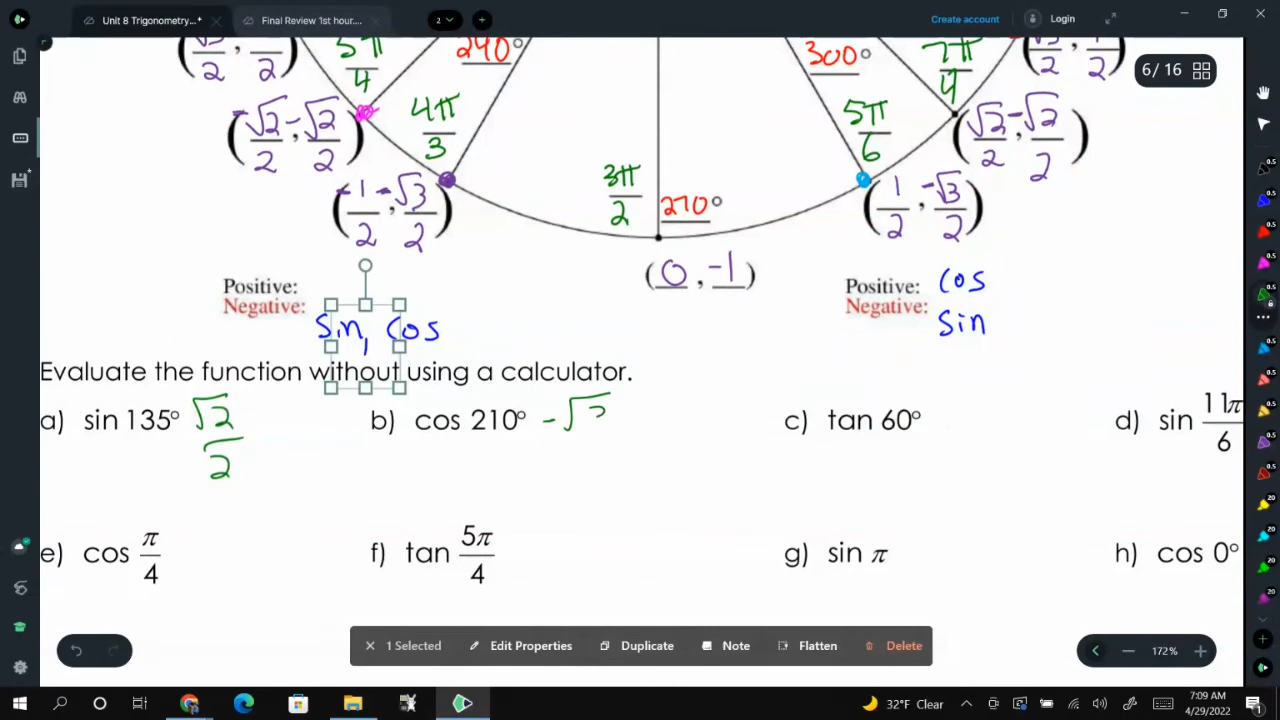 Unit 8 Trigonometry...* Final Review 1st hour.... 2 Create account Login
6 / 16
5π/4 240° 300° 7π/4
(-√2/2, -√2/2) 4π/3 5π/6 (√2/2, -√2/2)
(-1/2, -√3/2) 3π/2 270° (1/2, -√3/2)
(0, -1)
Positive: Positive: Cos
Negative: Sin, Cos Negative: Sin
Evaluate the function without using a calculator.
a) sin 135° √2/2 b) cos 210° -√ c) tan 60° d) sin 11π/6
e) cos π/4 f) tan 5π/4 g) sin π h) cos 0°
1 Selected Edit Properties Duplicate Note Flatten Delete 172%
32°F Clear 7:09 AM
4/29/2022